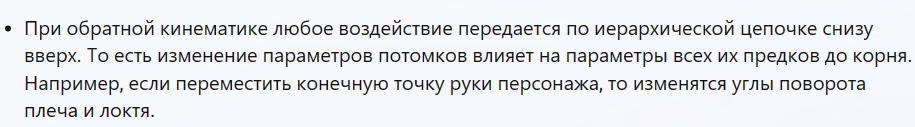 • При обратной кинематике любое воздействие передается по иерархической цепочке снизу
вверх. То есть изменение параметров потомков влияет на параметры всех их предков до корня.
Например, если переместить конечную точку руки персонажа, то изменятся углы поворота
плеча и локтя.